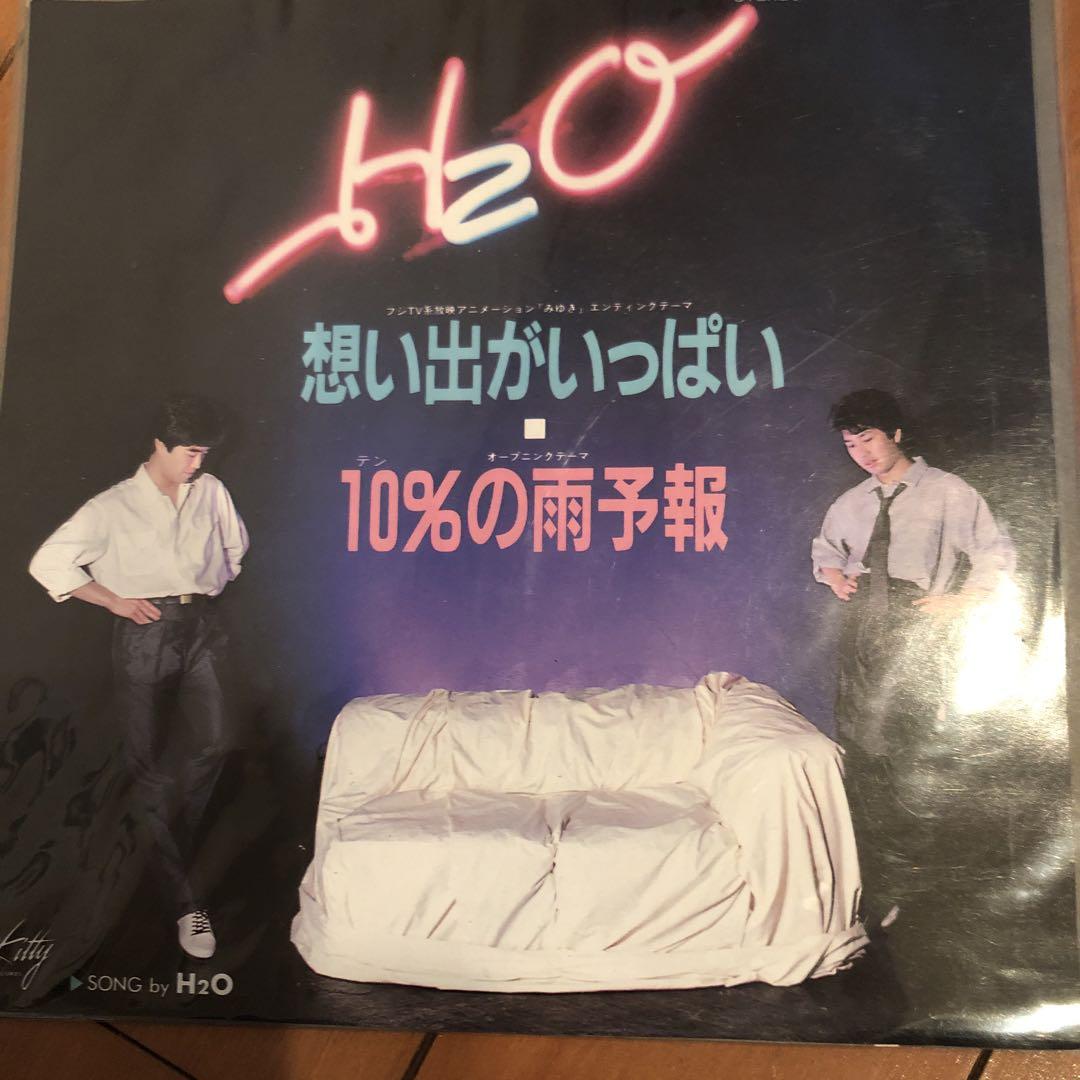 H2O
フジTV系放映アニメーション「みゆき」エンディングテーマ
想い出がいっぱい
オープニングテーマ
テン
10%の雨予報
Kitty
▶SONG by H2O